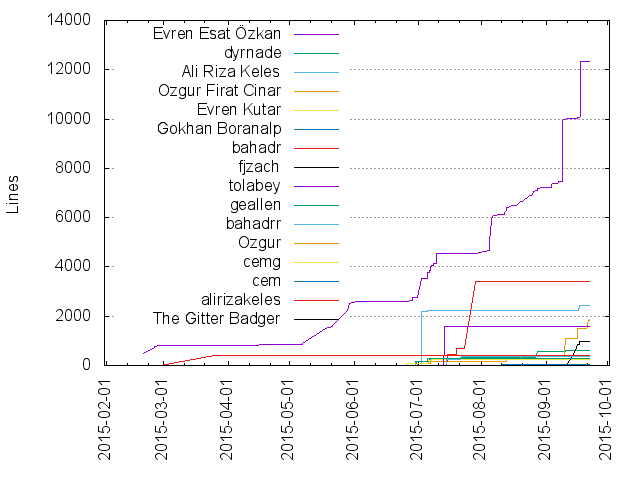 14000
12000
10000
8000
6000
4000
2000
0
Lines
Evren Esat Özkan
dyrnade
Ali Riza Keles
Ozgur Firat Cinar
Evren Kutar
Gokhan Boranalp
bahadr
fjzach
tolabey
geallen
bahadrr
Ozgur
cemg
cem
alirizakeles
The Gitter Badger
2015-02-01
2015-03-01
2015-04-01
2015-05-01
2015-06-01
2015-07-01
2015-08-01
2015-09-01
2015-10-01